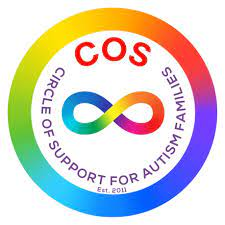 COS
CIRCLE OF SUPPORT FOR AUTISM FAMILIES
Est. 2011